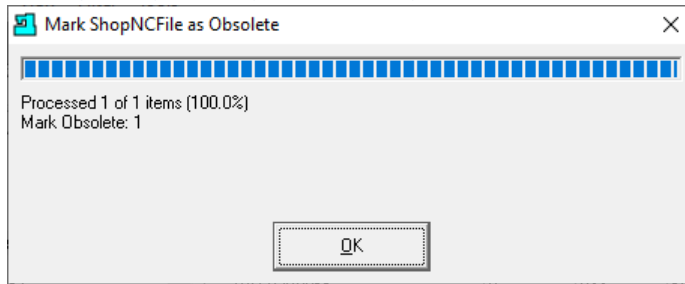 Mark ShopNCFile as Obsolete
Processed 1 of 1 items (100.0%)
Mark Obsolete: 1
OK